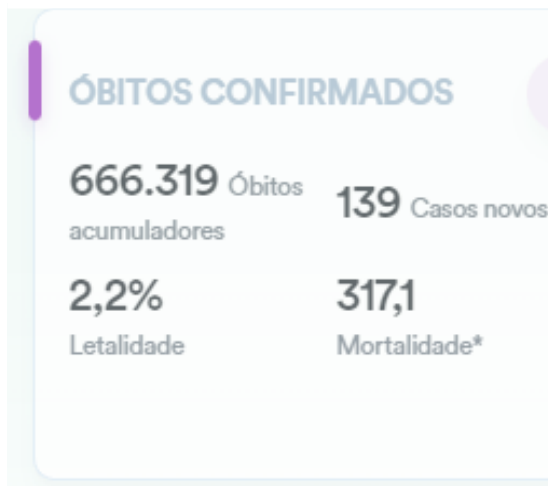 ÓBITOS CONFIRMADOS
666.319 Óbitos
acumuladores
139 Casos novos
2,2%
Letalidade
317,1
Mortalidade*